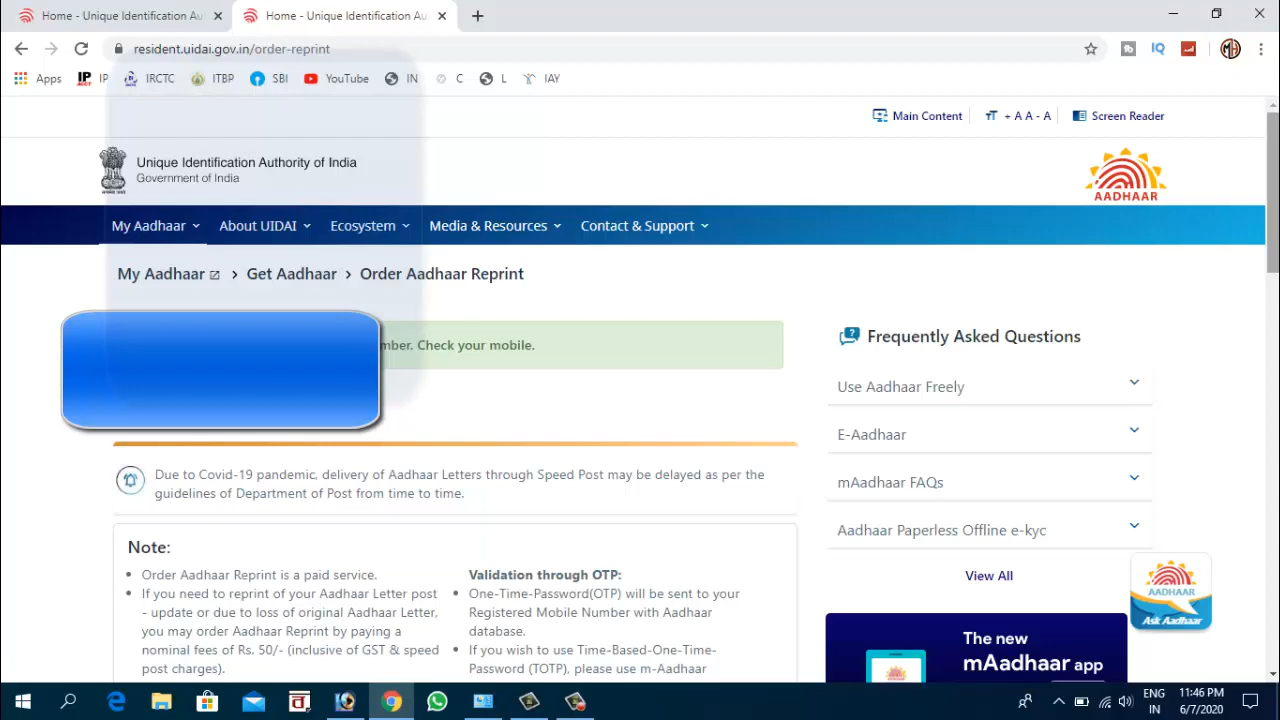 Home - Unique Identification Au
Home - Unique Identification Au
resident.uidai.gov.in/order-reprint
IQ
Apps
IP
IRCTC
ITBP
SBI
YouTube
IN
C
L
IAY
Main Content
+ A A - A
Screen Reader
Unique Identification Authority of India
Government of India
AADHAAR
My Aadhaar
About UIDAI
Ecosystem
Media & Resources
Contact & Support
My Aadhaar > Get Aadhaar > Order Aadhaar Reprint
mber. Check your mobile.
Due to Covid-19 pandemic, delivery of Aadhaar Letters through Speed Post may be delayed as per the
guidelines of Department of Post from time to time.
Note:
• Order Aadhaar Reprint is a paid service.
• If you need to reprint of your Aadhaar Letter post
- update or due to loss of original Aadhaar Letter,
you may order Aadhaar Reprint by paying a
nominal fees of Rs. 50/- (inclusive of GST & speed
post charges).
Validation through OTP:
• One-Time-Password(OTP) will be sent to your
Registered Mobile Number with Aadhaar
database.
• If you wish to use Time-Based-One-Time-
Password (TOTP), please use m-Aadhaar
Frequently Asked Questions
Use Aadhaar Freely
E-Aadhaar
mAadhaar FAQs
Aadhaar Paperless Offline e-kyc
View All
AADHAAR
Ask Aadhaar
The new
mAadhaar app
ENG
IN
11:46 PM
6/7/2020